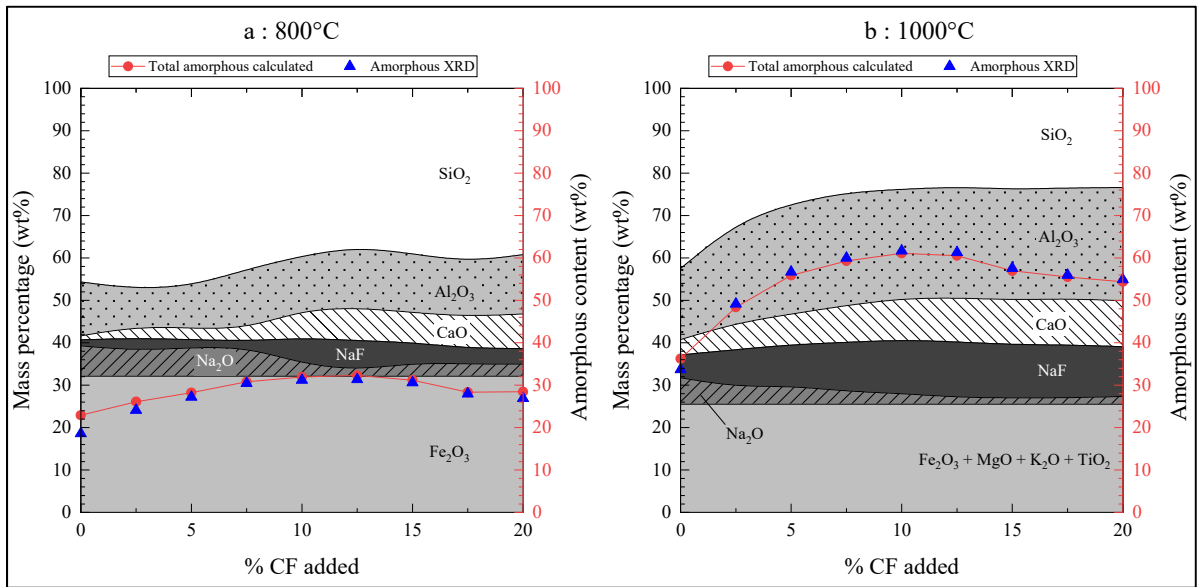 a : 800°C
Total amorphous calculated
Amorphous XRD
100
90
80
70
60
50
40
30
20
10
0
Mass percentage (wt%)
SiO₂
Al₂O₃
CaO
Na₂O
NaF
Fe₂O₃
100
90
80
70
60
50
40
30
20
10
0
Amorphous content (wt%)
0 5 10 15 20
% CF added
b : 1000°C
Total amorphous calculated
Amorphous XRD
100
90
80
70
60
50
40
30
20
10
0
Mass percentage (wt%)
SiO₂
Al₂O₃
CaO
NaF
Na₂O
Fe₂O₃ + MgO + K₂O + TiO₂
100
90
80
70
60
50
40
30
20
10
0
Amorphous content (wt%)
0 5 10 15 20
% CF added